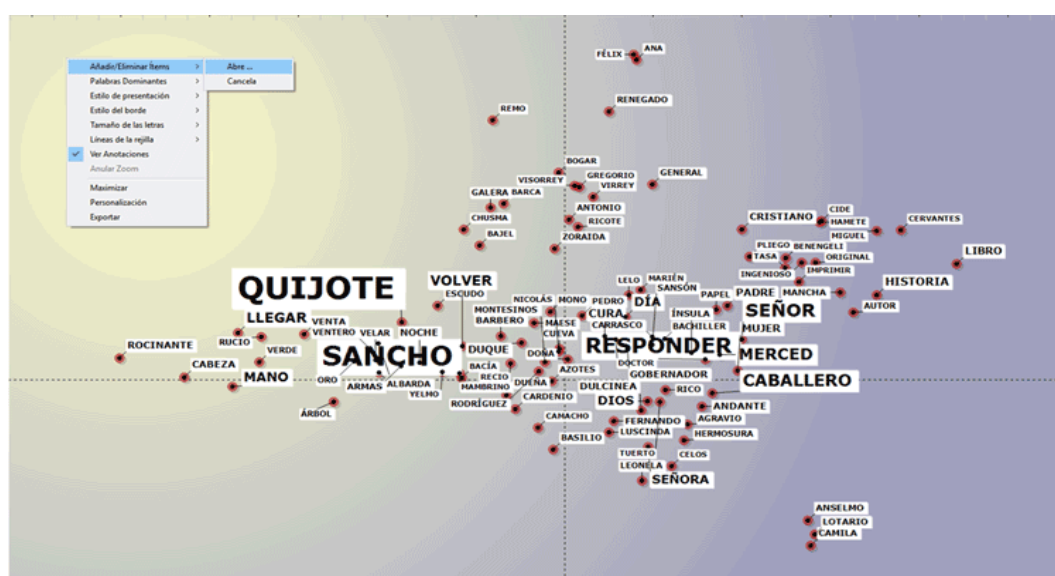 Añadir/Eliminar Ítems
Abre ...
Palabras Dominantes
Cancela
Estilo de presentación
Estilo del borde
Tamaño de las letras
Líneas de la rejilla
Ver Anotaciones
Anular Zoom
Maximizar
Personalización
Exportar
ANA
FÉLIX
RENEGADO
REMO
BOGAR
VISORREY
GREGORIO
GENERAL
VIRREY
GALERA
BARCA
ANTONIO
RICOTE
CHUSMA
BAJEL
ZORAIDA
CRISTIANO
CIDE
HAMETE
MIGUEL
CERVANTES
PLIEGO
BENENGELI
TASA
ORIGINAL
INGENIOSO
IMPRIMIR
LIBRO
HISTORIA
MANCHA
AUTOR
QUIJOTE
VOLVER
ESCUDO
LELO
MARIÉN
SANSÓN
NICOLÁS
MONO
PEDRO
DÍA
PAPEL
PADRE
LLEGAR
VENTA
VENTERO
VELAR
NOCHE
MONTESINOS
BARBERO
MAESE
CUEVA
CURA
CARRASCO
ÍNSULA
BACHILLER
SEÑOR
MUJER
RUCIO
VERDE
ROCINANTE
CABEZA
MANO
SANCHO
DUQUE
DOÑA
RESPONDER
DOCTOR
MERCED
BACÍA
RECIO
AZOTES
GOBERNADOR
ORO
ARMAS
ALBARDA
YELMO
MAMBRINO
DUEÑA
DULCINEA
RICO
CABALLERO
ÁRBOL
RODRÍGUEZ
CARDENIO
DIOS
ANDANTE
CAMACHO
FERNANDO
AGRAVIO
BASILIO
LUSCINDA
HERMOSURA
TUERTO
CELOS
LEONELA
SEÑORA
ANSELMO
LOTARIO
CAMILA